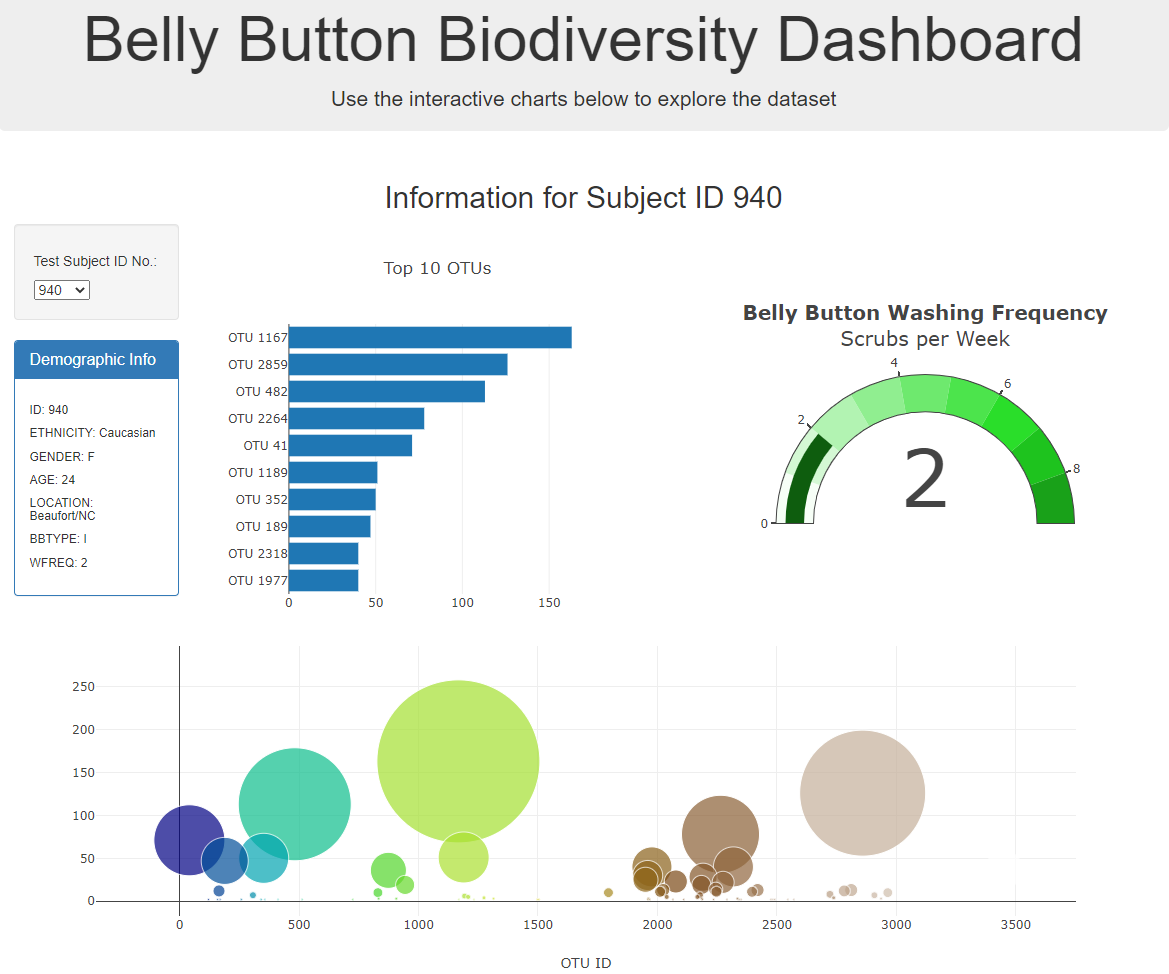 Belly Button Biodiversity Dashboard
Use the interactive charts below to explore the dataset
Information for Subject ID 940
Test Subject ID No.:
940
Demographic Info
ID: 940
ETHNICITY: Caucasian
GENDER: F
AGE: 24
LOCATION:
Beaufort/NC
BBTYPE: I
WFREQ: 2
Top 10 OTUs
OTU 1167
OTU 2859
OTU 482
OTU 2264
OTU 41
OTU 1189
OTU 352
OTU 189
OTU 2318
OTU 1977
0 50 100 150
Belly Button Washing Frequency
Scrubs per Week
0
2
4
6
8
2
250
200
150
100
50
0
0 500 1000 1500 2000 2500 3000 3500
OTU ID